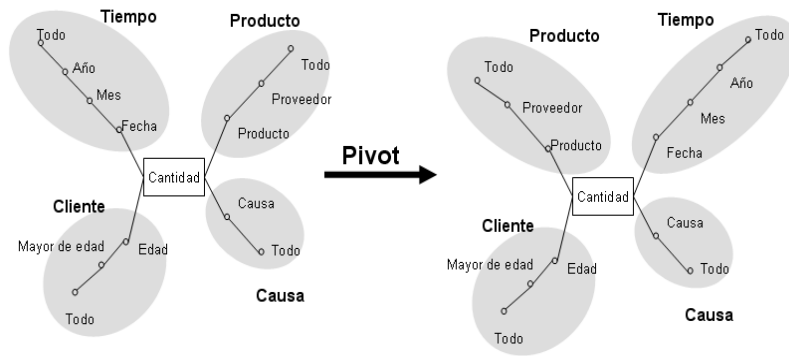 Tiempo
Todo
Año
Mes
Fecha
Producto
Todo
Proveedor
Producto
Cantidad
Cliente
Mayor de edad
Edad
Todo
Causa
Todo
Causa
Pivot
Producto
Todo
Proveedor
Producto
Tiempo
Todo
Año
Mes
Fecha
Cantidad
Cliente
Mayor de edad
Edad
Todo
Causa
Todo
Causa